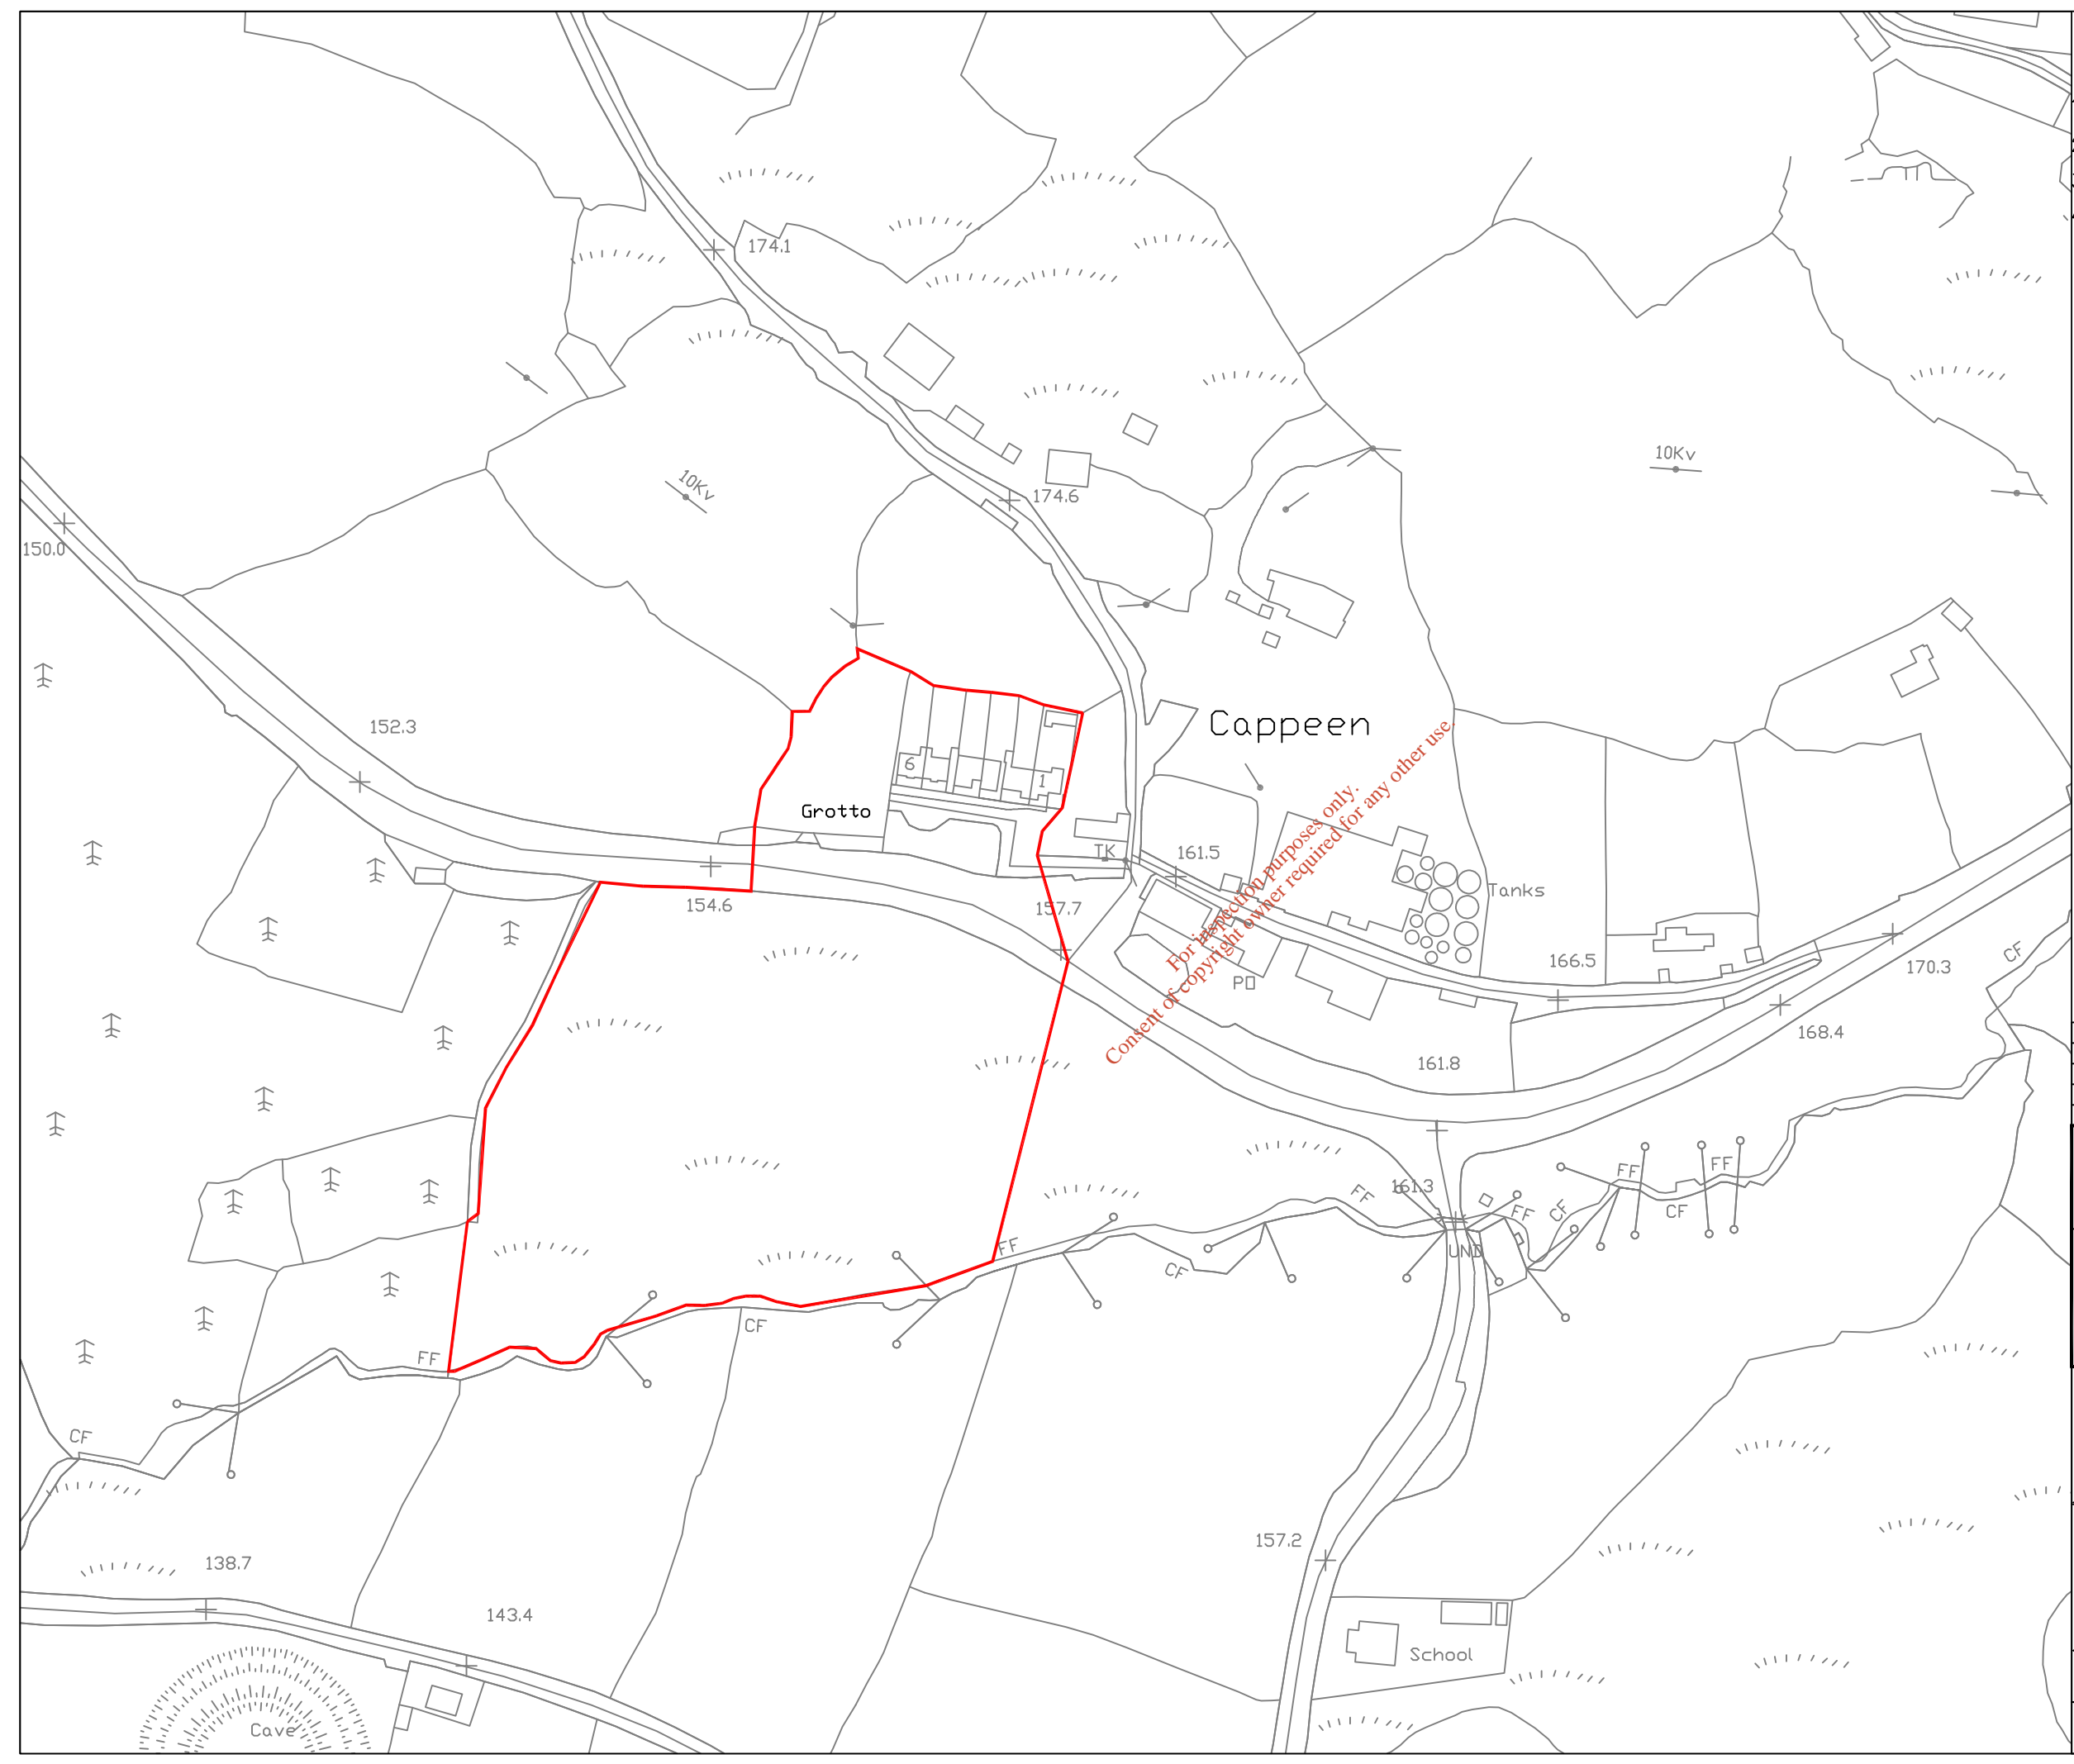 174.1
10Kv
10Kv
174.6
150.0
152.3
Cappeen
6
1
Grotto
TK
161.5
Tanks
154.6
157.7
For inspection purposes only.
Consent of copyright owner required for any other use.
PO
166.5
170.3
CF
168.4
161.8
FF
FF
FF
161.3
FF
CF
CF
UND
FF
CF
CF
FF
CF
157.2
138.7
143.4
School
Cave